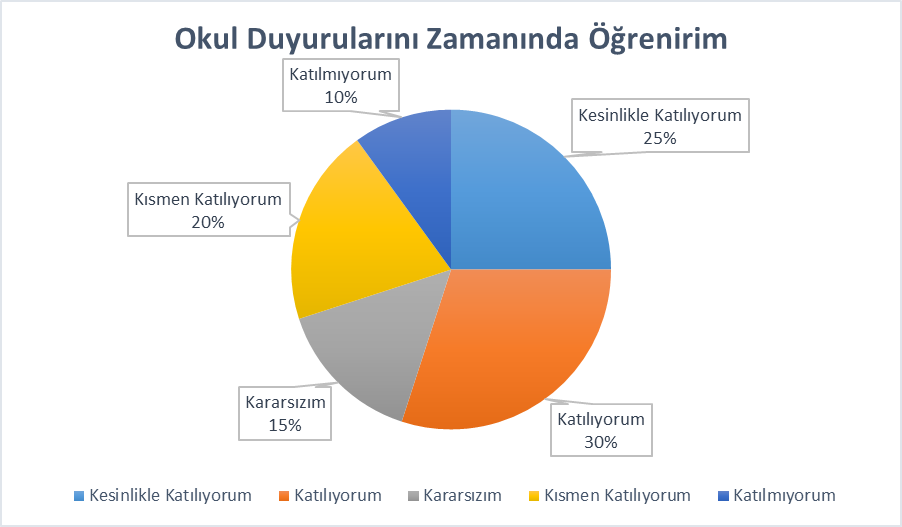 Okul Duyurularını Zamanında Öğrenirim
Katılmıyorum
10%
Kesinlikle Katılıyorum
25%
Kısmen Katılıyorum
20%
Kararsızım
15%
Katılıyorum
30%
Kesinlikle Katılıyorum Katılıyorum Kararsızım Kısmen Katılıyorum Katılmıyorum